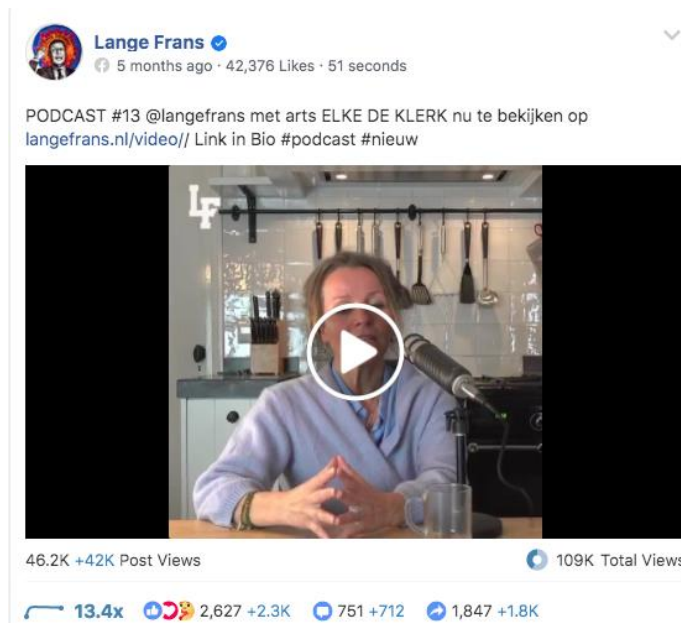 Lange Frans
5 months ago · 42,376 Likes · 51 seconds
PODCAST #13 @langefrans met arts ELKE DE KLERK nu te bekijken op
langefrans.nl/video// Link in Bio #podcast #nieuw
LF
46.2K +42K Post Views
109K Total Views
13.4x 2,627 +2.3K 751 +712 1,847 +1.8K